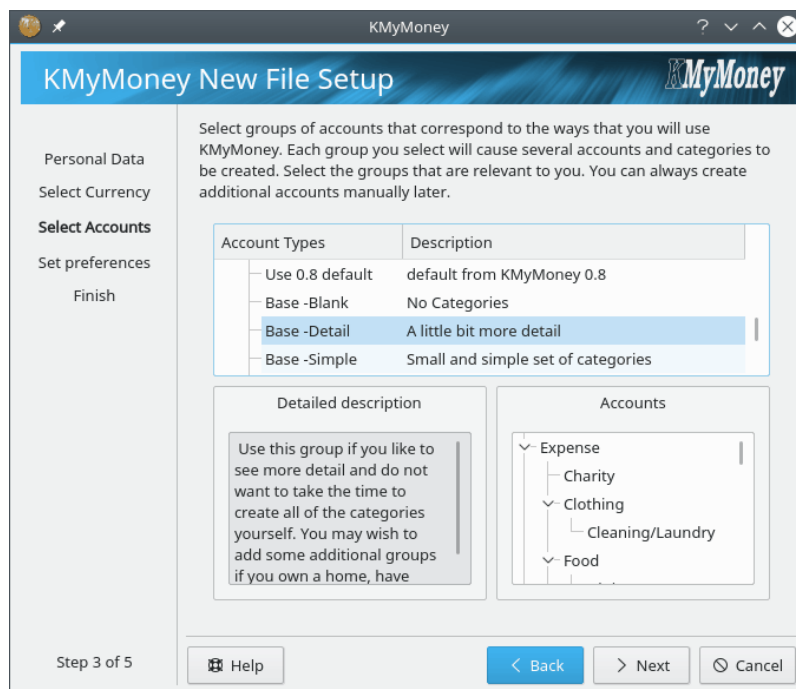 KMyMoney
KMyMoney New File Setup
KMyMoney
Personal Data
Select Currency
Select Accounts
Set preferences
Finish
Select groups of accounts that correspond to the ways that you will use
KMyMoney. Each group you select will cause several accounts and categories to
be created. Select the groups that are relevant to you. You can always create
additional accounts manually later.
Account Types Description
Use 0.8 default default from KMyMoney 0.8
Base -Blank No Categories
Base -Detail A little bit more detail
Base -Simple Small and simple set of categories
Detailed description
Use this group if you like to
see more detail and do not
want to take the time to
create all of the categories
yourself. You may wish to
add some additional groups
if you own a home, have
Accounts
Expense
Charity
Clothing
Cleaning/Laundry
Food
Step 3 of 5
Help
Back
Next
Cancel